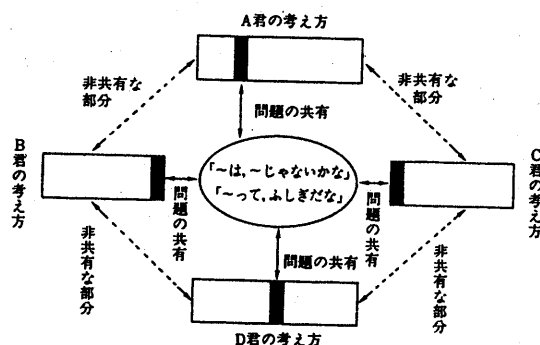 A君の考え方
非共有な
部分
非共有な
部分
問題の共有
B君の考え方
「~は,~じゃないかな」
「~って,ふしぎだな」
C君の考え方
問題の共有
問題の共有
非共有な部分
問題の共有
非共有な部分
D君の考え方